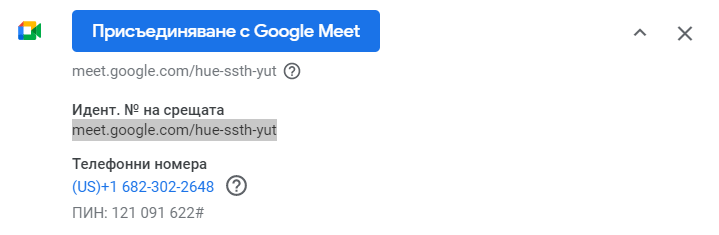 Присъединяване с Google Meet
meet.google.com/hue-ssth-yut
Идент. № на срещата
meet.google.com/hue-ssth-yut
Телефонни номера
(US)+1 682-302-2648
ПИН: 121 091 622#